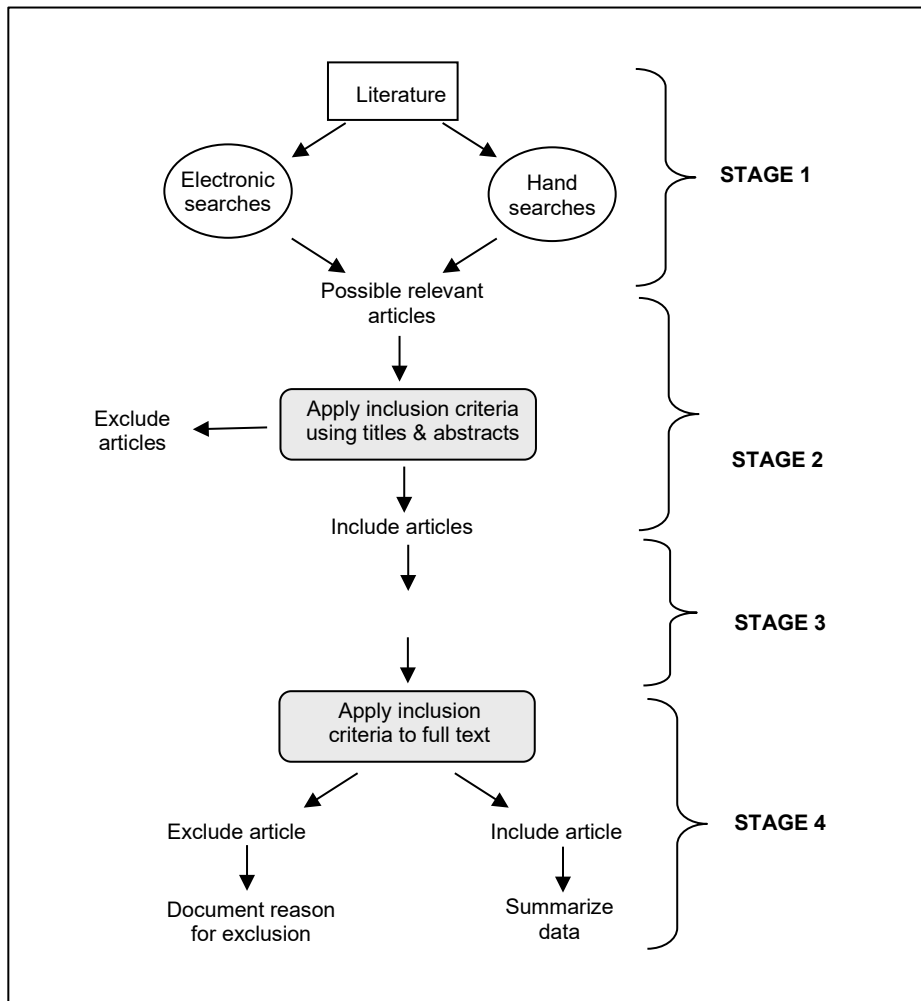 Literature
Electronic
searches
Hand
searches
STAGE 1
Possible relevant
articles
Exclude
articles
Apply inclusion criteria
using titles & abstracts
STAGE 2
Include articles
STAGE 3
Apply inclusion
criteria to full text
Exclude article
Include article
STAGE 4
Document reason
for exclusion
Summarize
data